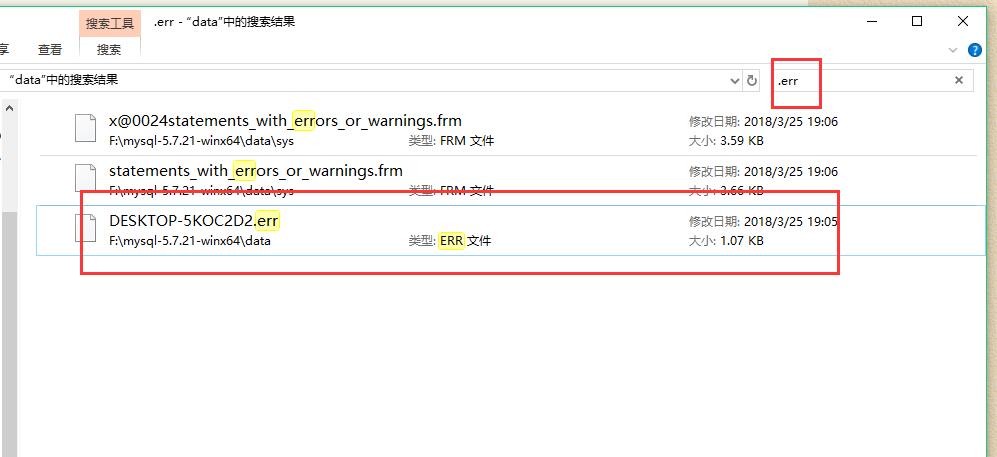 搜索工具
.err - “data”中的搜索结果
享 查看 搜索
“data”中的搜索结果
.err
x@0024statements_with_errors_or_warnings.frm
修改日期: 2018/3/25 19:06
F:\mysql-5.7.21-winx64\data\sys
类型: FRM 文件
大小: 3.59 KB
statements_with_errors_or_warnings.frm
修改日期: 2018/3/25 19:06
F:\mysql-5.7.21-winx64\data\sys
类型: FRM 文件
大小: 3.66 KB
DESKTOP-5KOC2D2.err
修改日期: 2018/3/25 19:05
F:\mysql-5.7.21-winx64\data
类型: ERR 文件
大小: 1.07 KB